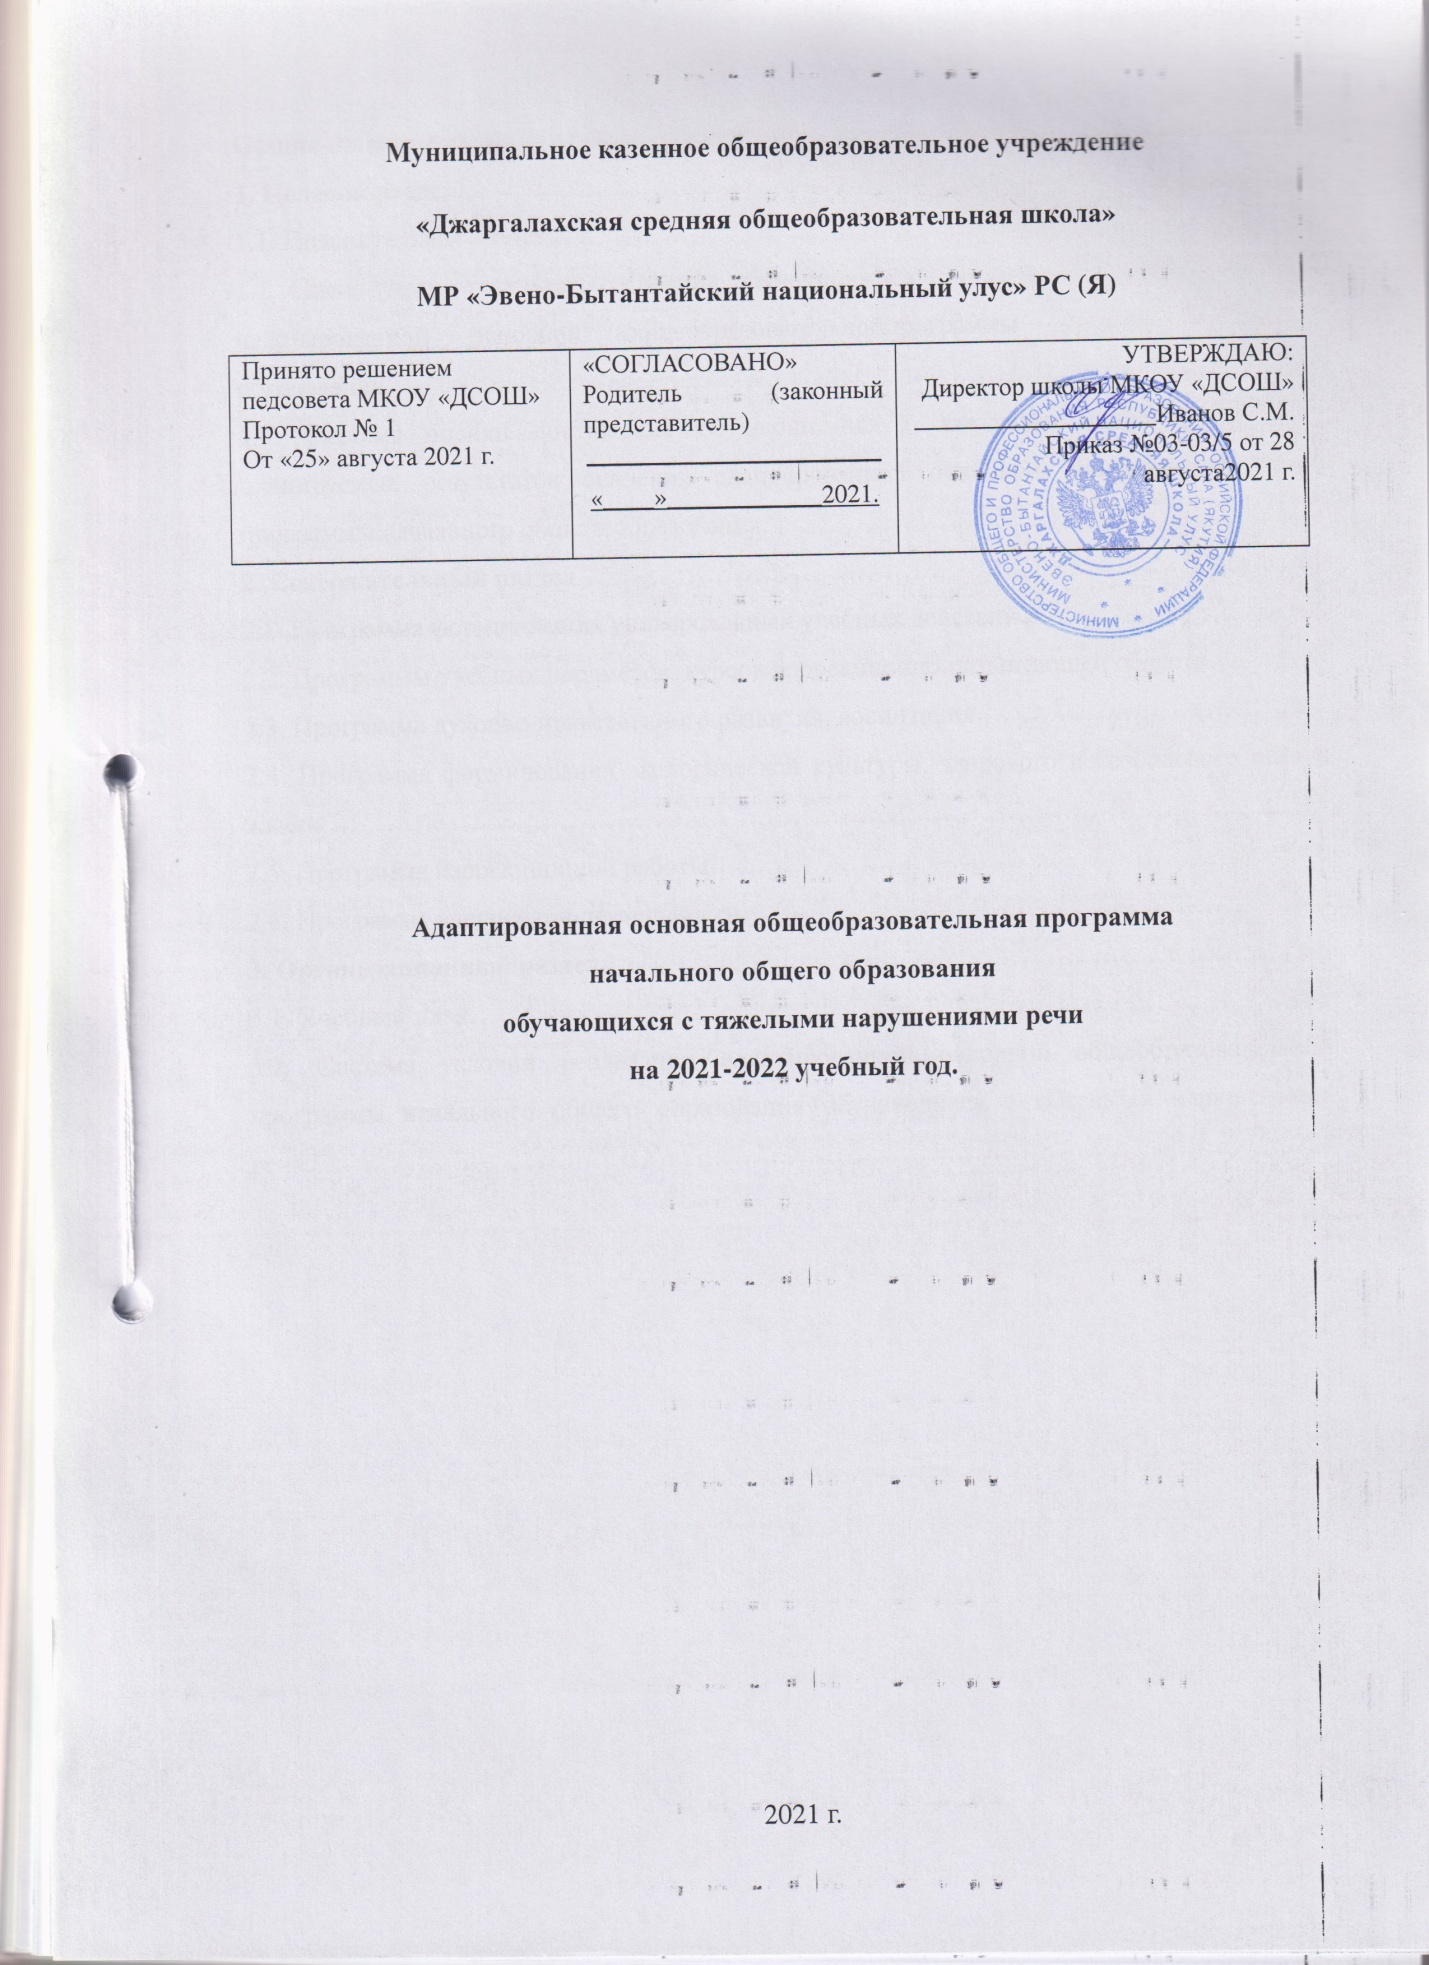 Муниципальное казенное общеобразовательное учреждение
«Джаргалахская средняя общеобразовательная школа»
МР «Эвено-Бытантайский национальный улус» РС (Я)
Принято решением
педсовета МКОУ «ДСОШ»
Протокол № 1
От «25» августа 2021 г.
«СОГЛАСОВАНО»
Родитель (законный
представитель)
«____»____________2021.
УТВЕРЖДАЮ:
Директор школы МКОУ «ДСОШ»
__________________Иванов С.М.
Приказ №03-03/5 от 28
августа2021 г.
Адаптированная основная общеобразовательная программа
начального общего образования
обучающихся с тяжелыми нарушениями речи
на 2021-2022 учебный год.
2021 г.